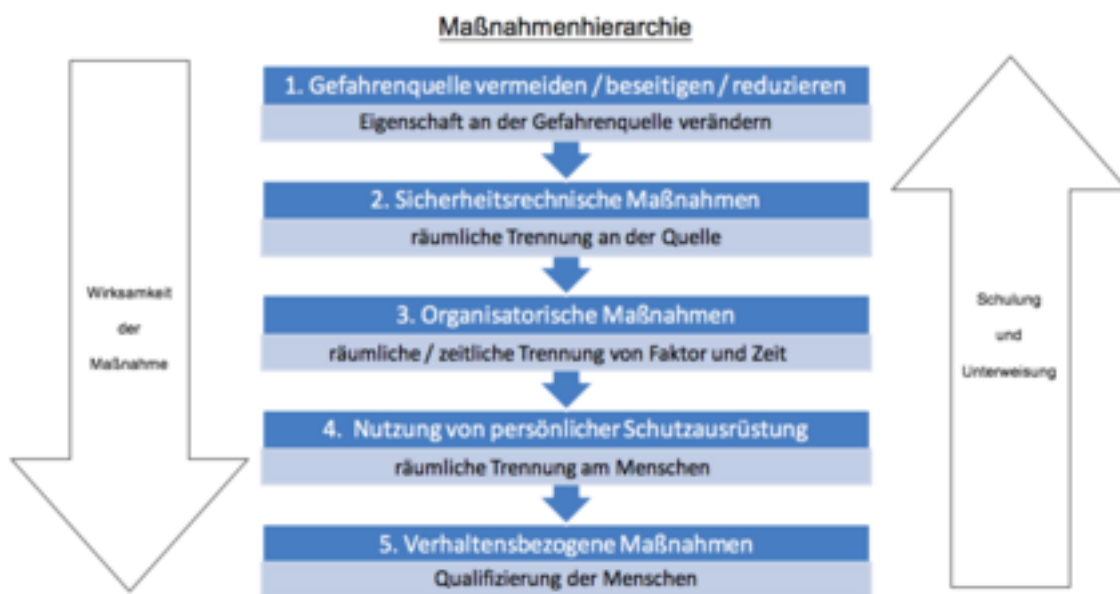 Maßnahmenhierarchie
1. Gefahrenquelle vermeiden / beseitigen / reduzieren
Eigenschaft an der Gefahrenquelle verändern
2. Sicherheitsrechnische Maßnahmen
räumliche Trennung an der Quelle
3. Organisatorische Maßnahmen
räumliche / zeitliche Trennung von Faktor und Zeit
4. Nutzung von persönlicher Schutzausrüstung
räumliche Trennung am Menschen
5. Verhaltensbezogene Maßnahmen
Qualifizierung der Menschen
Wirksamkeit
der
Maßnahme
Schulung
und
Unterweisung